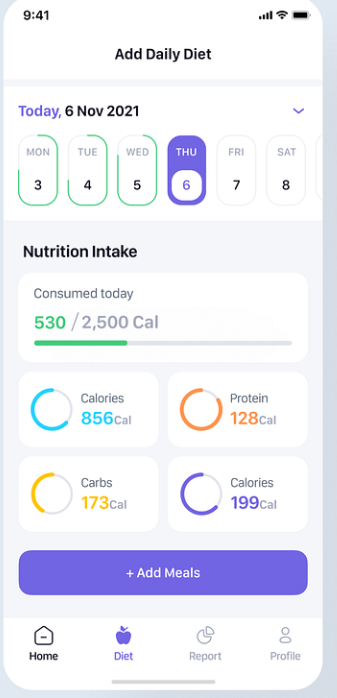 9:41
Add Daily Diet
Today, 6 Nov 2021
MON TUE WED THU FRI SAT
3 4 5 6 7 8
Nutrition Intake
Consumed today
530 / 2,500 Cal
Calories
856Cal
Protein
128Cal
Carbs
173Cal
Calories
199Cal
+ Add Meals
Home Diet Report Profile